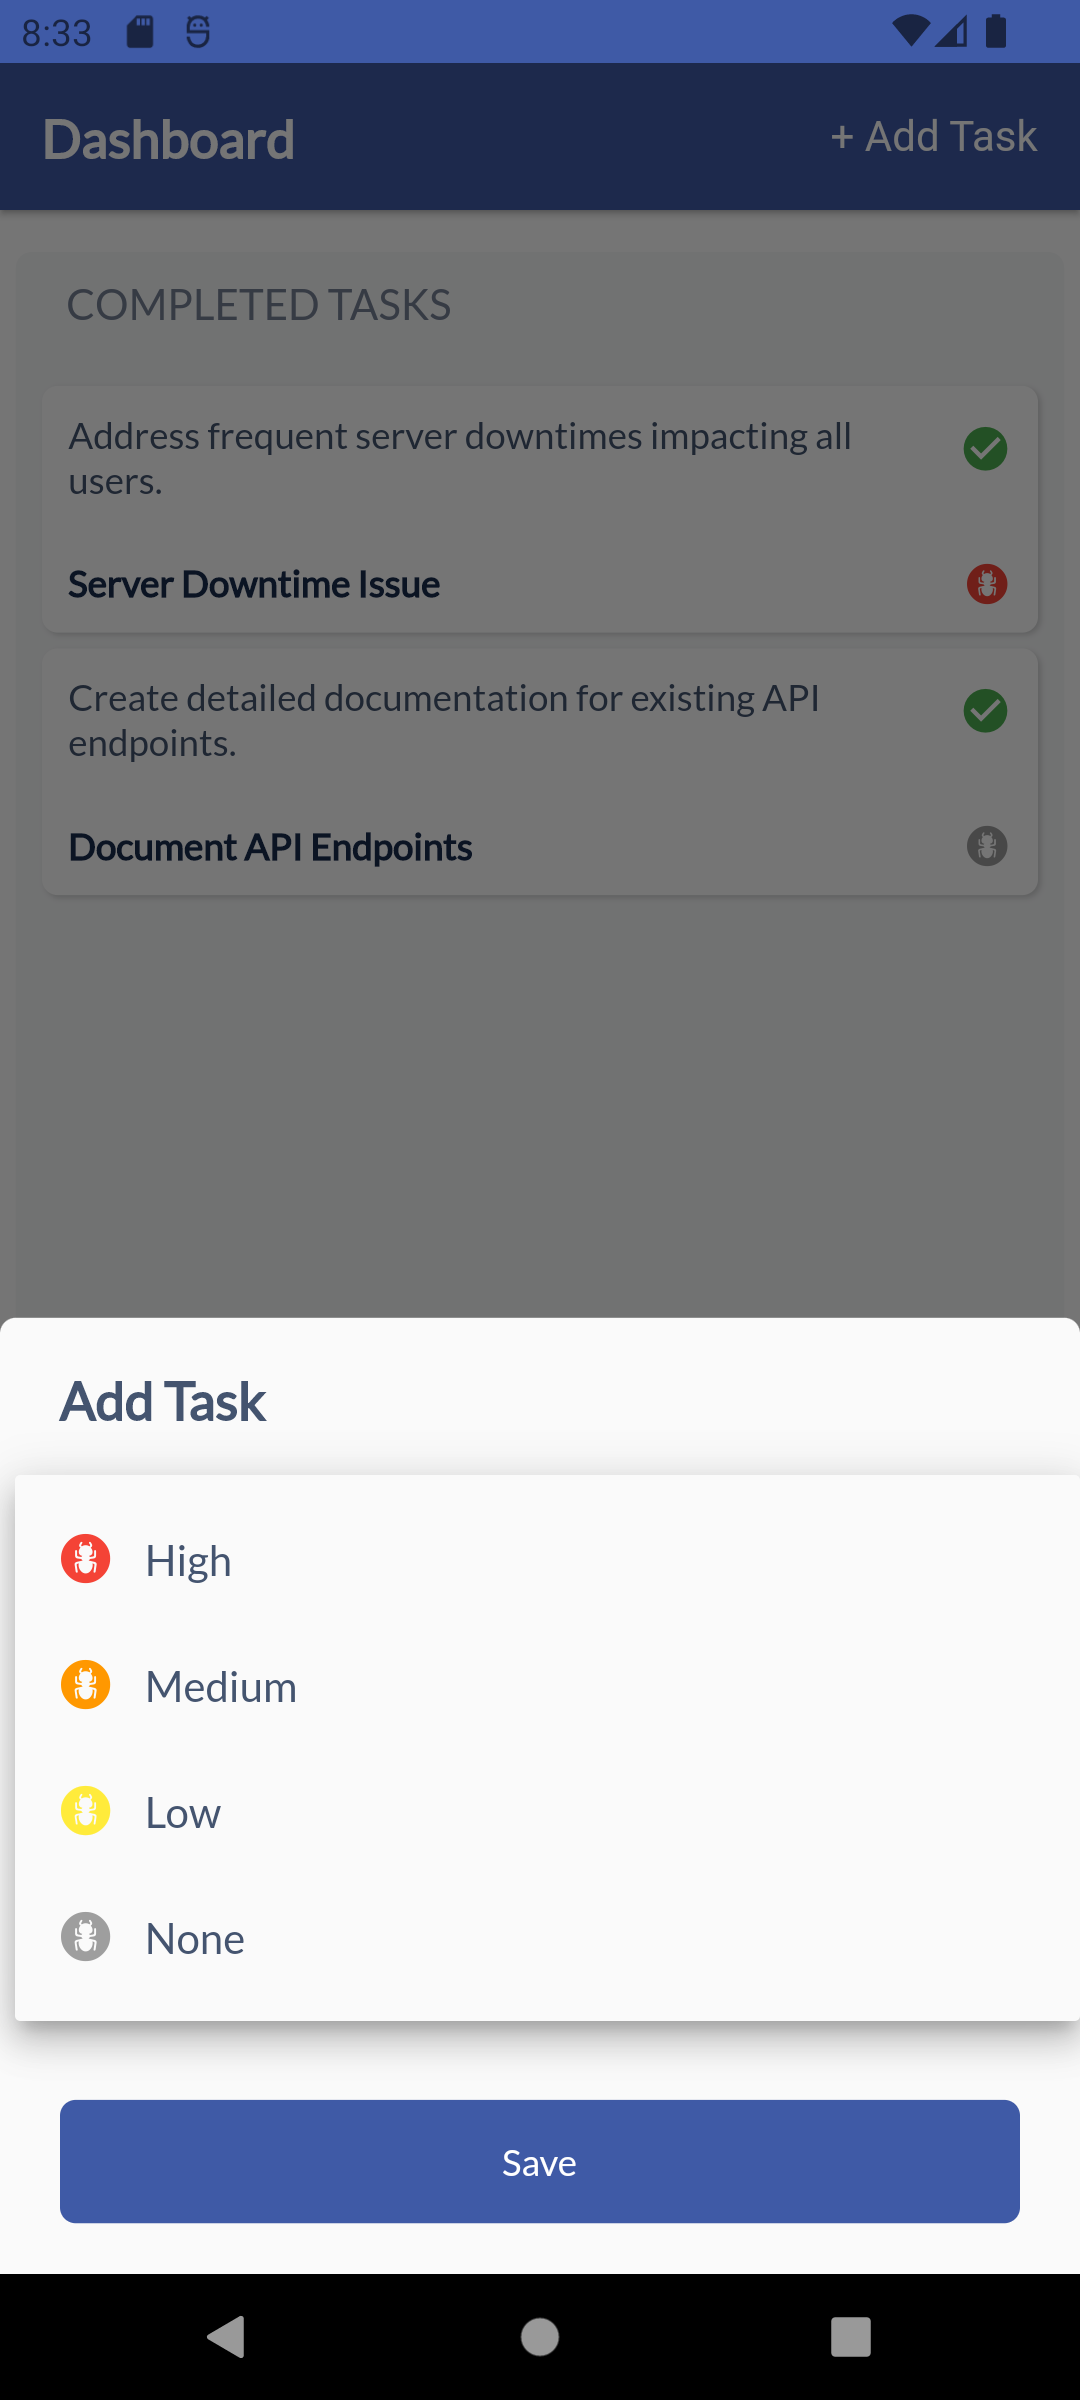 8:33
Dashboard
+ Add Task
COMPLETED TASKS
Address frequent server downtimes impacting all
users.
Server Downtime Issue
Create detailed documentation for existing API
endpoints.
Document API Endpoints
Add Task
High
Medium
Low
None
Save